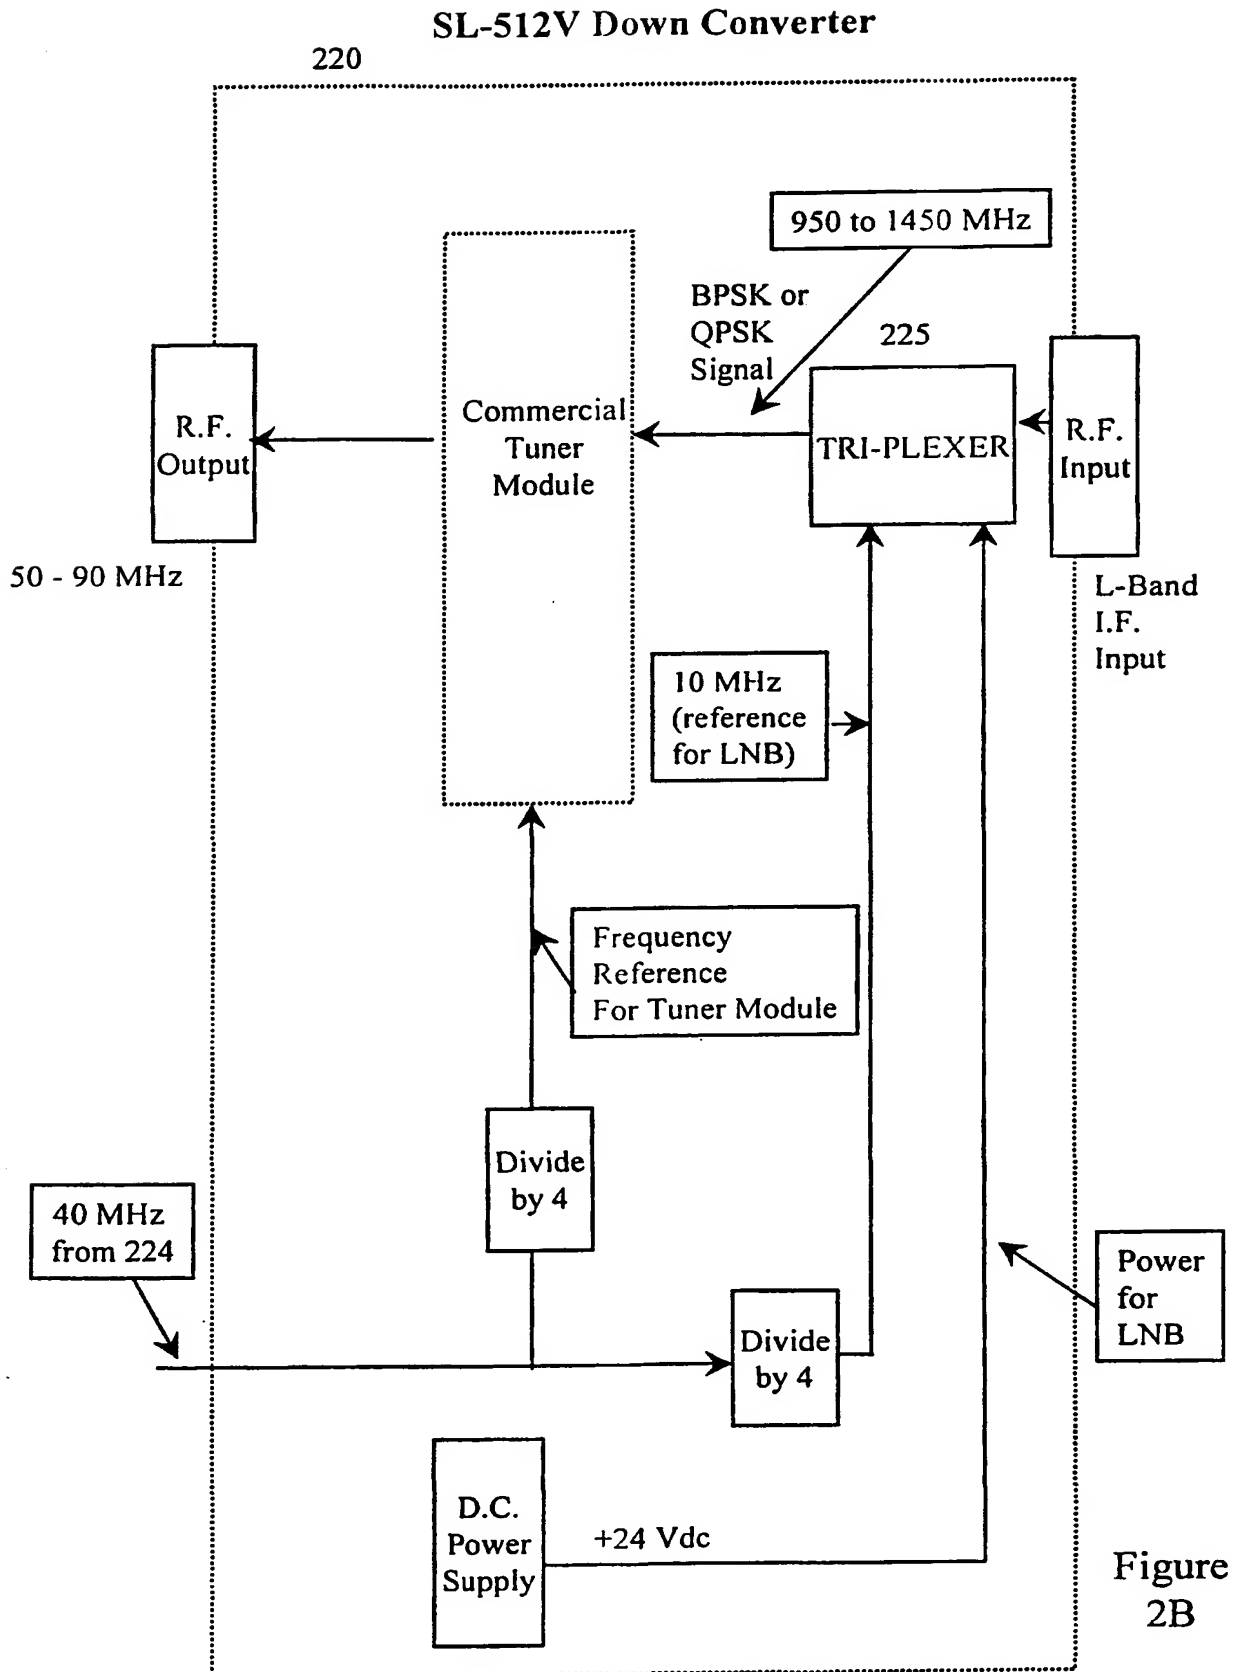 SL-512V Down Converter
220
950 to 1450 MHz
BPSK or
QPSK
Signal
225
R.F.
Output
Commercial
Tuner
Module
TRI-PLEXER
R.F.
Input
50 - 90 MHz
L-Band
I.F.
Input
10 MHz
(reference
for LNB)
Frequency
Reference
For Tuner Module
Divide
by 4
40 MHz
from 224
Power
for
LNB
Divide
by 4
D.C.
Power
Supply
+24 Vdc
Figure
2B